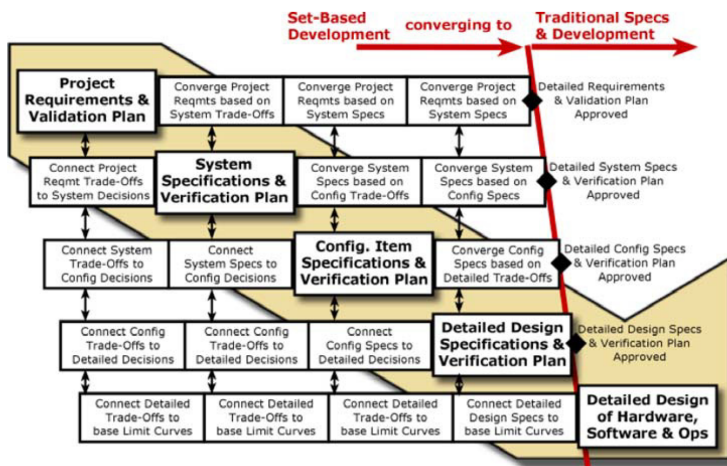 Set-Based
Development
converging to
Traditional Specs
& Development
Project
Requirements &
Validation Plan
Converge Project
Reqmts based on
System Trade-Offs
Converge Project
Reqmts based on
System Specs
Converge Project
Reqmts based on
System Specs
Detailed Requirements
& Validation Plan
Approved
Connect Project
Reqmt Trade-Offs
to System Decisions
System
Specifications &
Verification Plan
Converge System
Specs based on
Config Trade-Offs
Converge System
Specs based on
Config Specs
Detailed System Specs
& Verification Plan
Approved
Connect System
Trade-Offs to
Config Decisions
Connect
System Specs to
Config Decisions
Config. Item
Specifications &
Verification Plan
Converge Config
Specs based on
Detailed Trade-Offs
Detailed Config Specs
& Verification Plan
Approved
Connect Config
Trade-Offs to
Detailed Decisions
Connect Config
Trade-Offs to
Detailed Decisions
Connect
Config Specs to
Detailed Decisions
Detailed Design
Specifications &
Verification Plan
Detailed Design Specs
& Verification Plan
Approved
Connect Detailed
Trade-Offs to
base Limit Curves
Connect Detailed
Trade-Offs to
base Limit Curves
Connect Detailed
Trade-Offs to
base Limit Curves
Connect Detailed
Design Specs to
base Limit Curves
Detailed Design
of Hardware,
Software & Ops